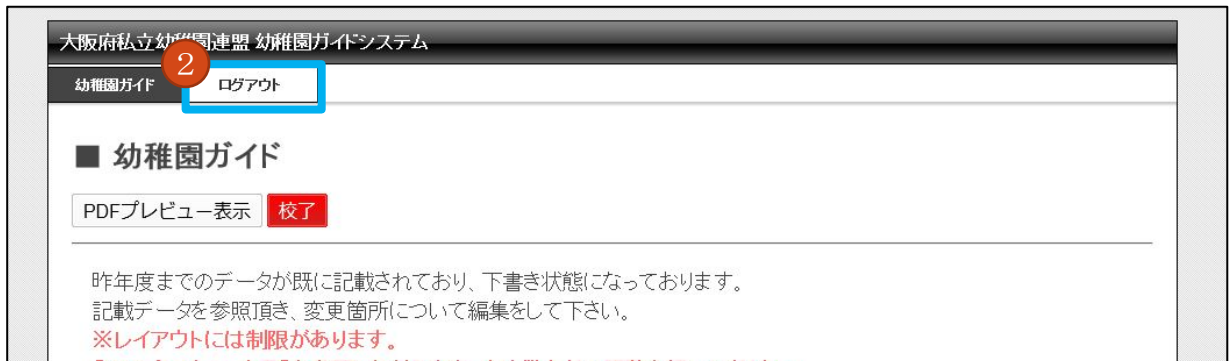 大阪府私立幼稚園連盟 幼稚園ガイドシステム
2
幼稚園ガイド ログアウト
■ 幼稚園ガイド
PDFプレビュー表示 校了
昨年度までのデータが既に記載されており、下書き状態になっております。
記載データを参照頂き、変更箇所について編集をして下さい。
※レイアウトには制限があります。